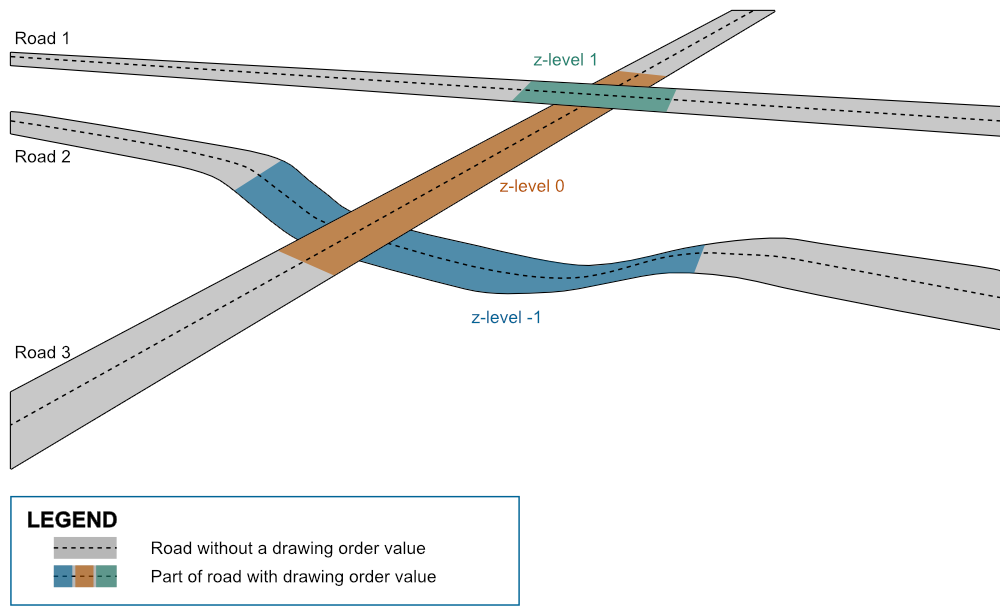 Road 1
z-level 1
Road 2
z-level 0
z-level -1
Road 3
LEGEND
Road without a drawing order value
Part of road with drawing order value